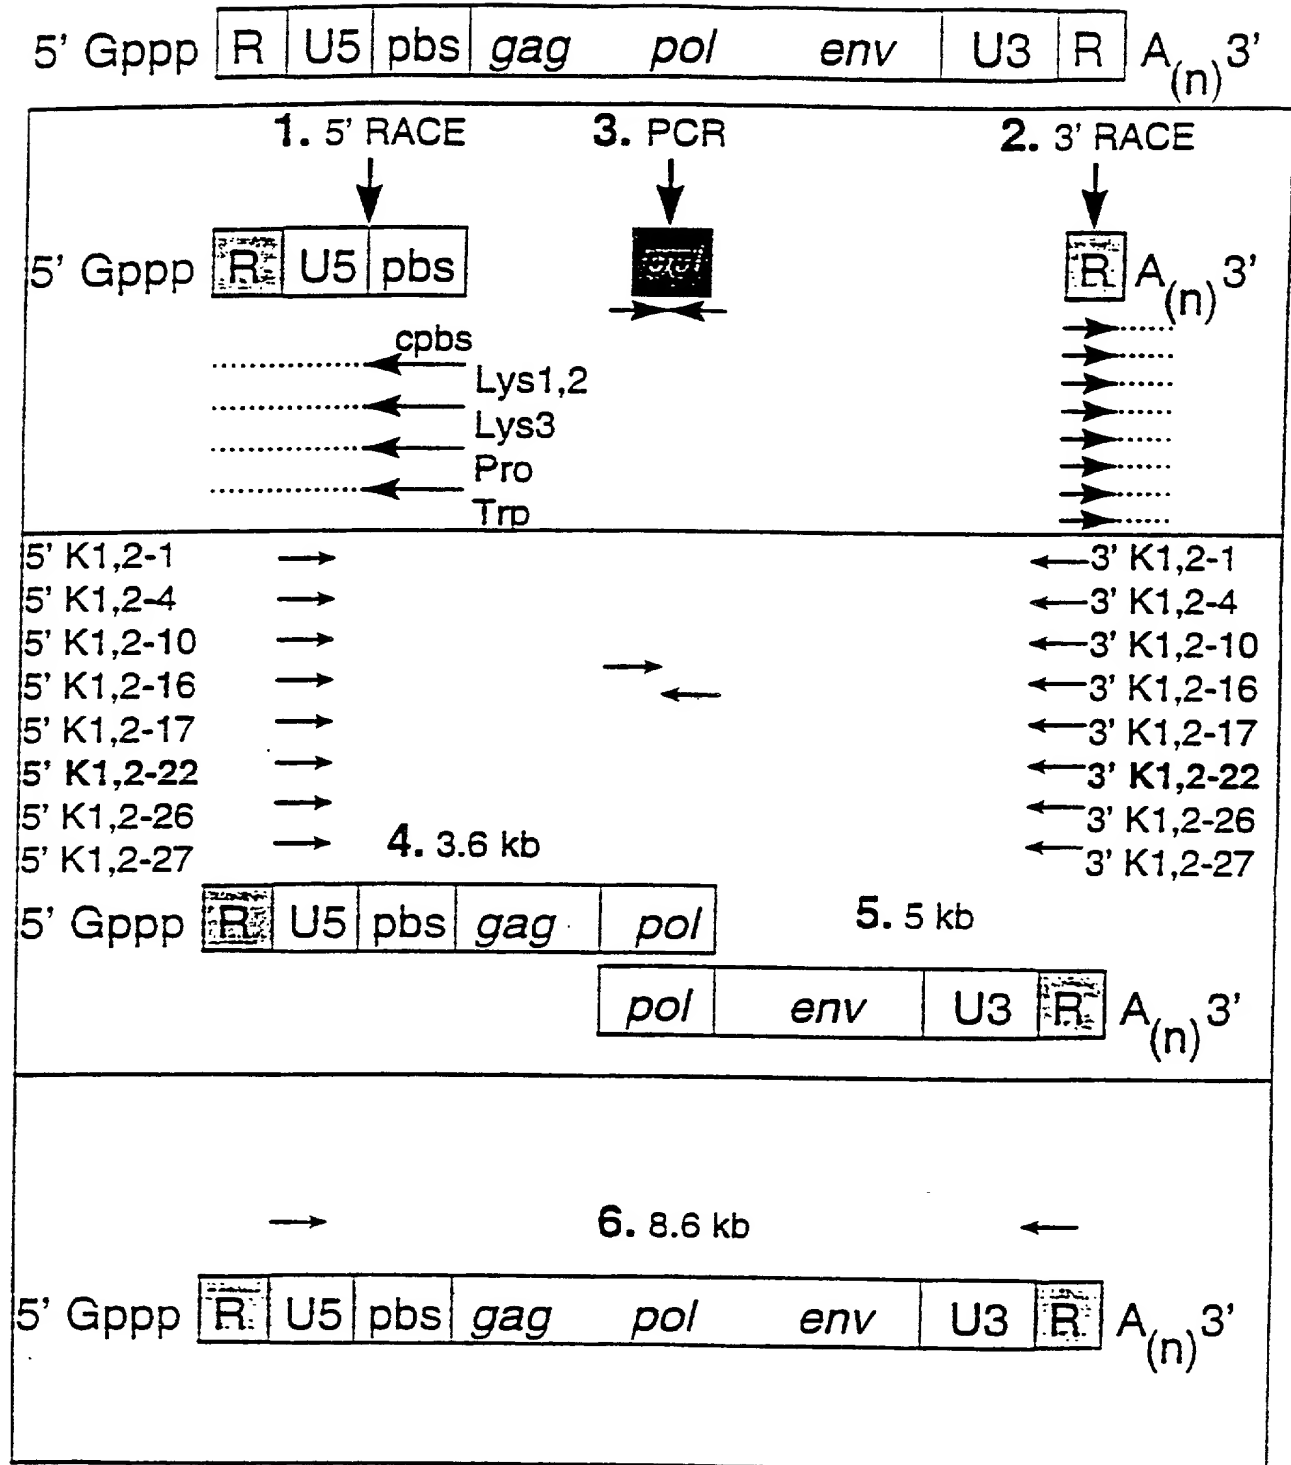 5' Gppp R U5 pbs gag pol env U3 R A(n)3'
1. 5' RACE 3. PCR 2. 3' RACE
5' Gppp R U5 pbs pol R A(n)3'
cpbs
Lys1,2
Lys3
Pro
Trp
5' K1,2-1 3' K1,2-1
5' K1,2-4 3' K1,2-4
5' K1,2-10 3' K1,2-10
5' K1,2-16 3' K1,2-16
5' K1,2-17 3' K1,2-17
5' K1,2-22 3' K1,2-22
5' K1,2-26 3' K1,2-26
5' K1,2-27 3' K1,2-27
4. 3.6 kb
5' Gppp R U5 pbs gag pol
5. 5 kb
pol env U3 R A(n)3'
6. 8.6 kb
5' Gppp R U5 pbs gag pol env U3 R A(n)3'